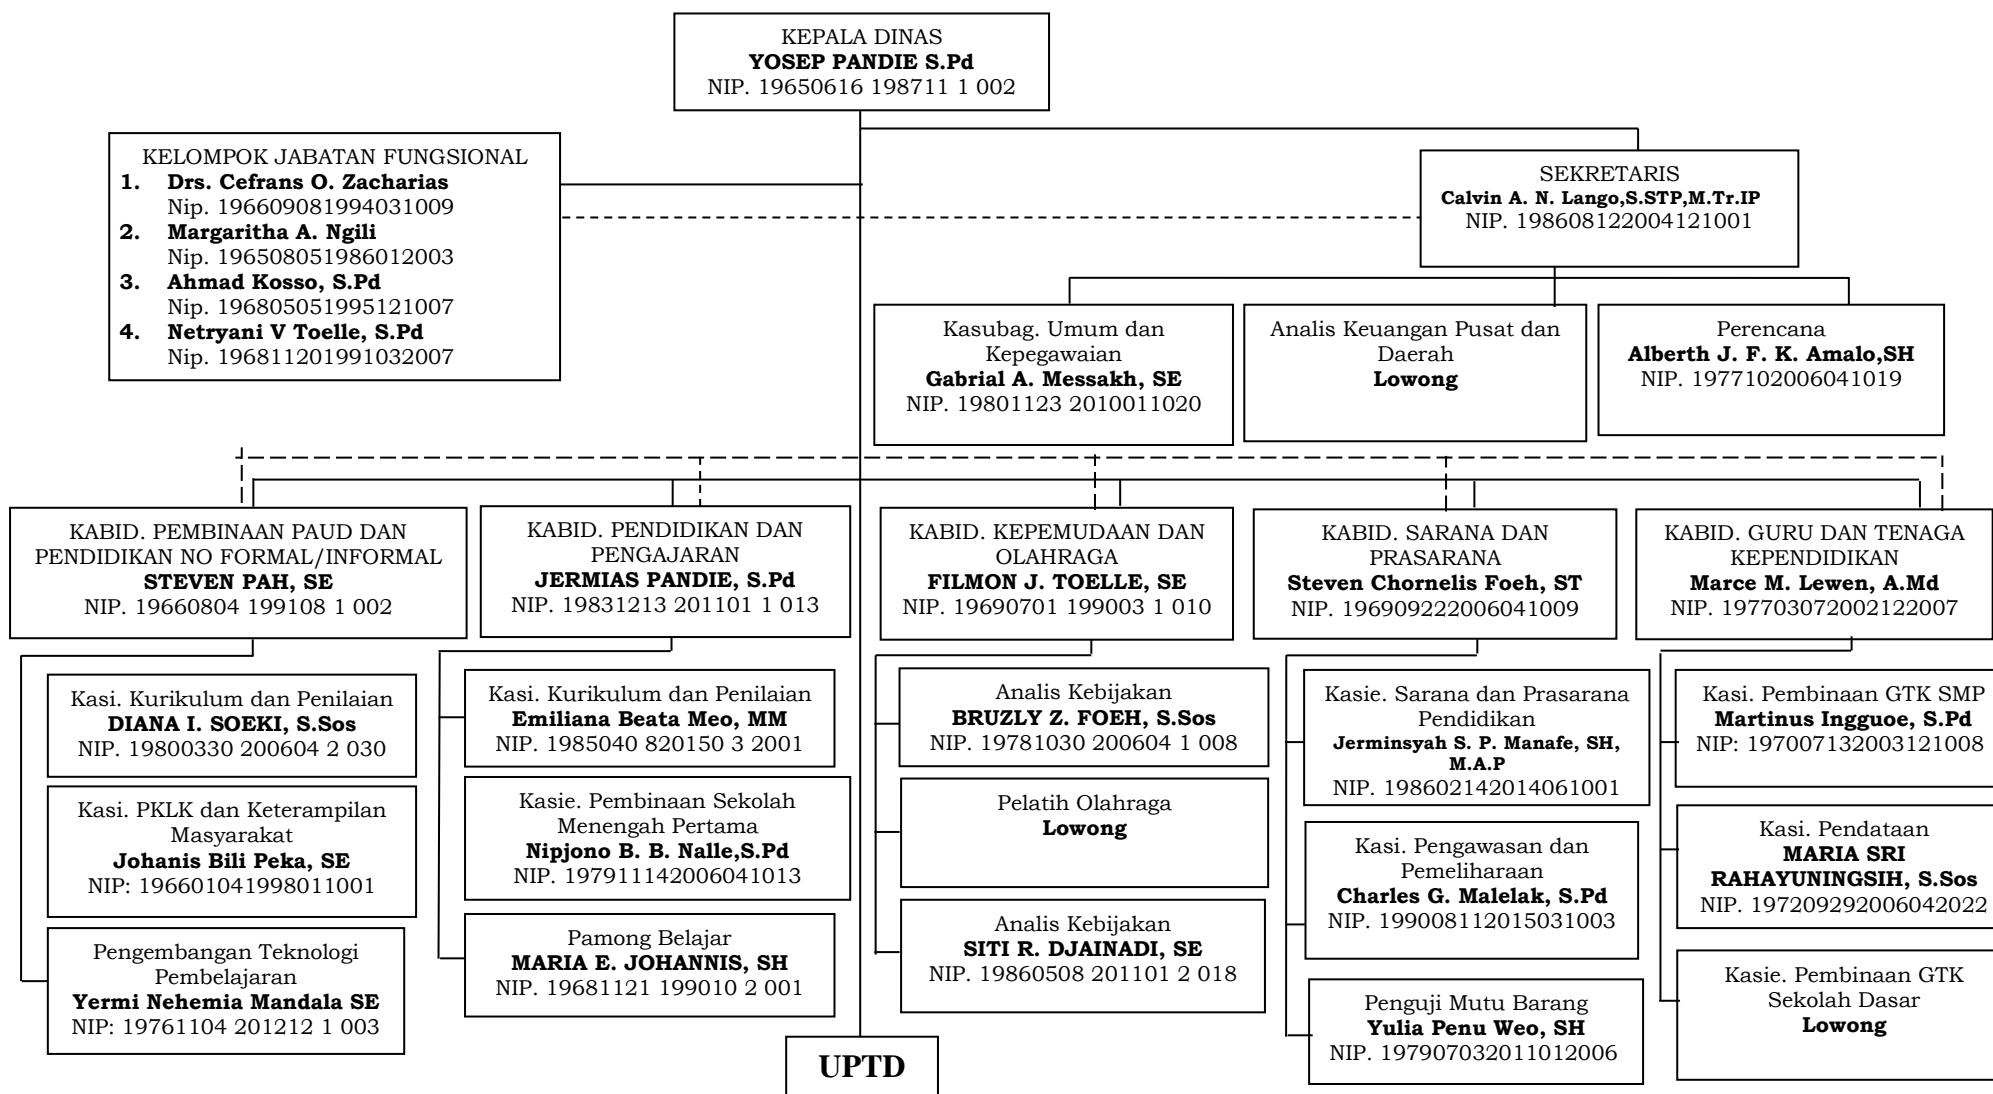 KEPALA DINAS
YOSEP PANDIE S.Pd
NIP. 19650616 198711 1 002
KELOMPOK JABATAN FUNGSIONAL
1. Drs. Cefrans O. Zacharias
Nip. 196609081994031009
2. Margaritha A. Ngili
Nip. 196508051986012003
3. Ahmad Kosso, S.Pd
Nip. 196805051995121007
4. Netryani V Toelle, S.Pd
Nip. 196811201991032007
SEKRETARIS
Calvin A. N. Lango,S.STP,M.Tr.IP
NIP. 198608122004121001
Kasubag. Umum dan
Kepegawaian
Gabrial A. Messakh, SE
NIP. 19801123 2010011020
Analis Keuangan Pusat dan
Daerah
Lowong
Perencana
Alberth J. F. K. Amalo,SH
NIP. 1977102006041019
KABID. PEMBINAAN PAUD DAN
PENDIDIKAN NO FORMAL/INFORMAL
STEVEN PAH, SE
NIP. 19660804 199108 1 002
KABID. PENDIDIKAN DAN
PENGAJARAN
JERMIAS PANDIE, S.Pd
NIP. 19831213 201101 1 013
KABID. KEPEMUDAAN DAN
OLAHRAGA
FILMON J. TOELLE, SE
NIP. 19690701 199003 1 010
KABID. SARANA DAN
PRASARANA
Steven Chornelis Foeh, ST
NIP. 196909222006041009
KABID. GURU DAN TENAGA
KEPENDIDIKAN
Marce M. Lewen, A.Md
NIP. 197703072002122007
Kasi. Kurikulum dan Penilaian
DIANA I. SOEKI, S.Sos
NIP. 19800330 200604 2 030
Kasi. PKLK dan Keterampilan
Masyarakat
Johanis Bili Peka, SE
NIP: 196601041998011001
Pengembangan Teknologi
Pembelajaran
Yermi Nehemia Mandala SE
NIP: 19761104 201212 1 003
Kasi. Kurikulum dan Penilaian
Emiliana Beata Meo, MM
NIP. 1985040 820150 3 2001
Kasie. Pembinaan Sekolah
Menengah Pertama
Nipjono B. B. Nalle,S.Pd
NIP. 197911142006041013
Pamong Belajar
MARIA E. JOHANNIS, SH
NIP. 19681121 199010 2 001
Analis Kebijakan
BRUZLY Z. FOEH, S.Sos
NIP. 19781030 200604 1 008
Pelatih Olahraga
Lowong
Analis Kebijakan
SITI R. DJAINADI, SE
NIP. 19860508 201101 2 018
Kasie. Sarana dan Prasarana
Pendidikan
Jerminsyah S. P. Manafe, SH,
M.A.P
NIP. 198602142014061001
Kasi. Pengawasan dan
Pemeliharaan
Charles G. Malelak, S.Pd
NIP. 199008112015031003
Penguji Mutu Barang
Yulia Penu Weo, SH
NIP. 197907032011012006
Kasi. Pembinaan GTK SMP
Martinus Ingguoe, S.Pd
NIP: 197007132003121008
Kasi. Pendataan
MARIA SRI
RAHAYUNINGSIH, S.Sos
NIP. 197209292006042022
Kasie. Pembinaan GTK
Sekolah Dasar
Lowong
UPTD